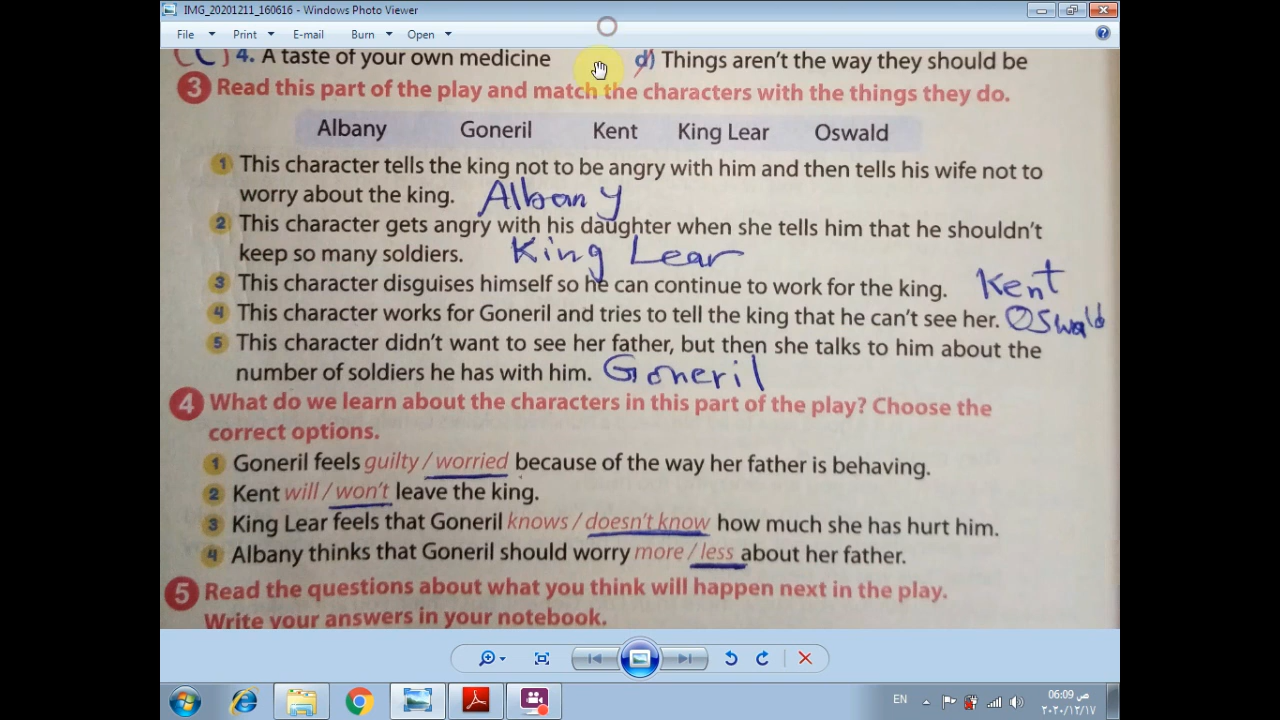 IMG_20201211_160616 - Windows Photo Viewer
File Print E-mail Burn Open
( C ) 4. A taste of your own medicine d) Things aren't the way they should be
3 Read this part of the play and match the characters with the things they do.
Albany Goneril Kent King Lear Oswald
1 This character tells the king not to be angry with him and then tells his wife not to
worry about the king. Albany
2 This character gets angry with his daughter when she tells him that he shouldn't
keep so many soldiers. King Lear
3 This character disguises himself so he can continue to work for the king. Kent
4 This character works for Goneril and tries to tell the king that he can't see her. Oswald
5 This character didn't want to see her father, but then she talks to him about the
number of soldiers he has with him. Goneril
4 What do we learn about the characters in this part of the play? Choose the
correct options.
1 Goneril feels guilty / worried because of the way her father is behaving.
2 Kent will / won't leave the king.
3 King Lear feels that Goneril knows / doesn't know how much she has hurt him.
4 Albany thinks that Goneril should worry more / less about her father.
5 Read the questions about what you think will happen next in the play.
Write your answers in your notebook.
EN 06:09 ص
٢٠٢٠/١٢/١٧